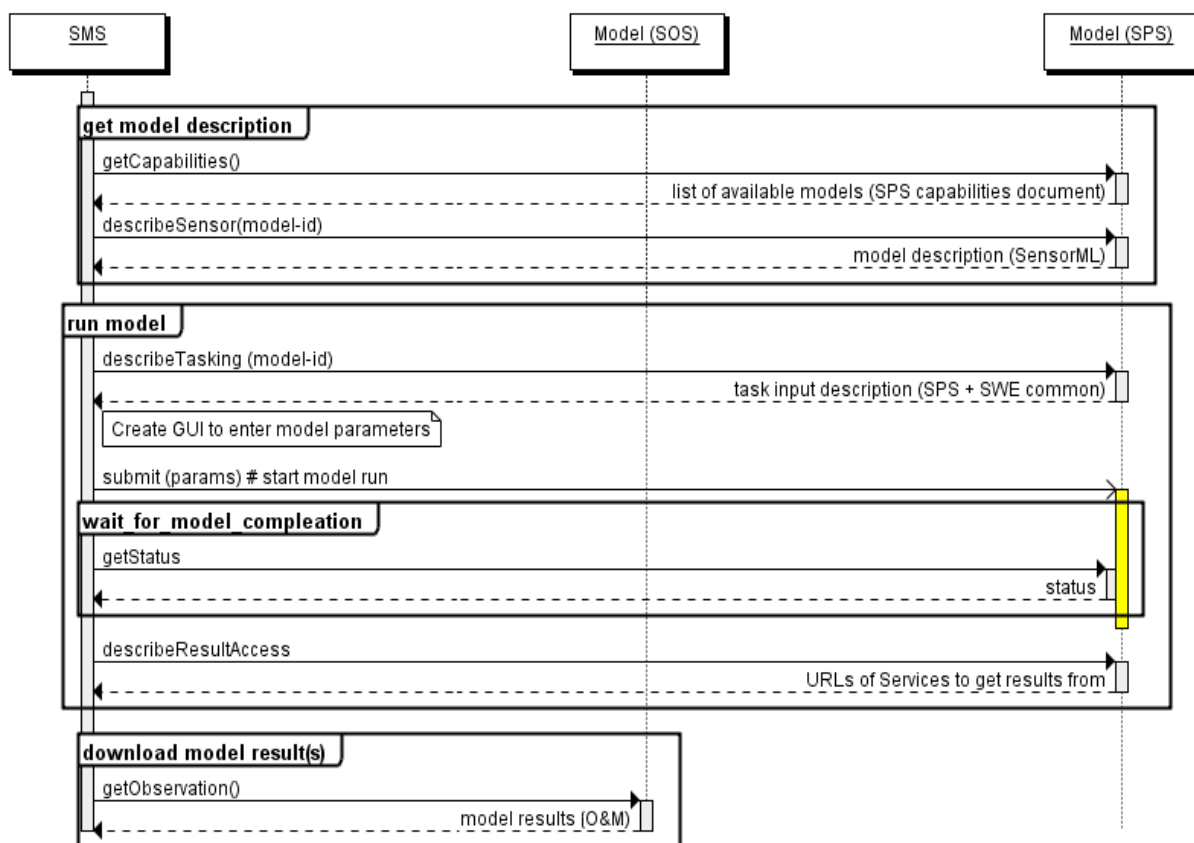 SMS
Model (SOS)
Model (SPS)
get model description
getCapabilities()
list of available models (SPS capabilities document)
describeSensor(model-id)
model description (SensorML)
run model
describeTasking (model-id)
task input description (SPS + SWE common)
Create GUI to enter model parameters
submit (params) # start model run
wait_for_model_compleation
getStatus
status
describeResultAccess
URLs of Services to get results from
download model result(s)
getObservation()
model results (O&M)